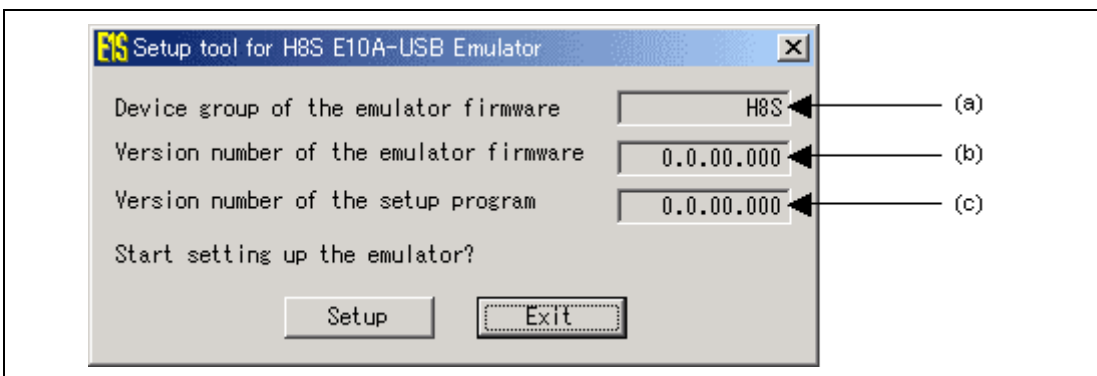 E1S Setup tool for H8S E10A-USB Emulator
Device group of the emulator firmware H8S (a)
Version number of the emulator firmware 0.0.00.000 (b)
Version number of the setup program 0.0.00.000 (c)
Start setting up the emulator?
Setup Exit